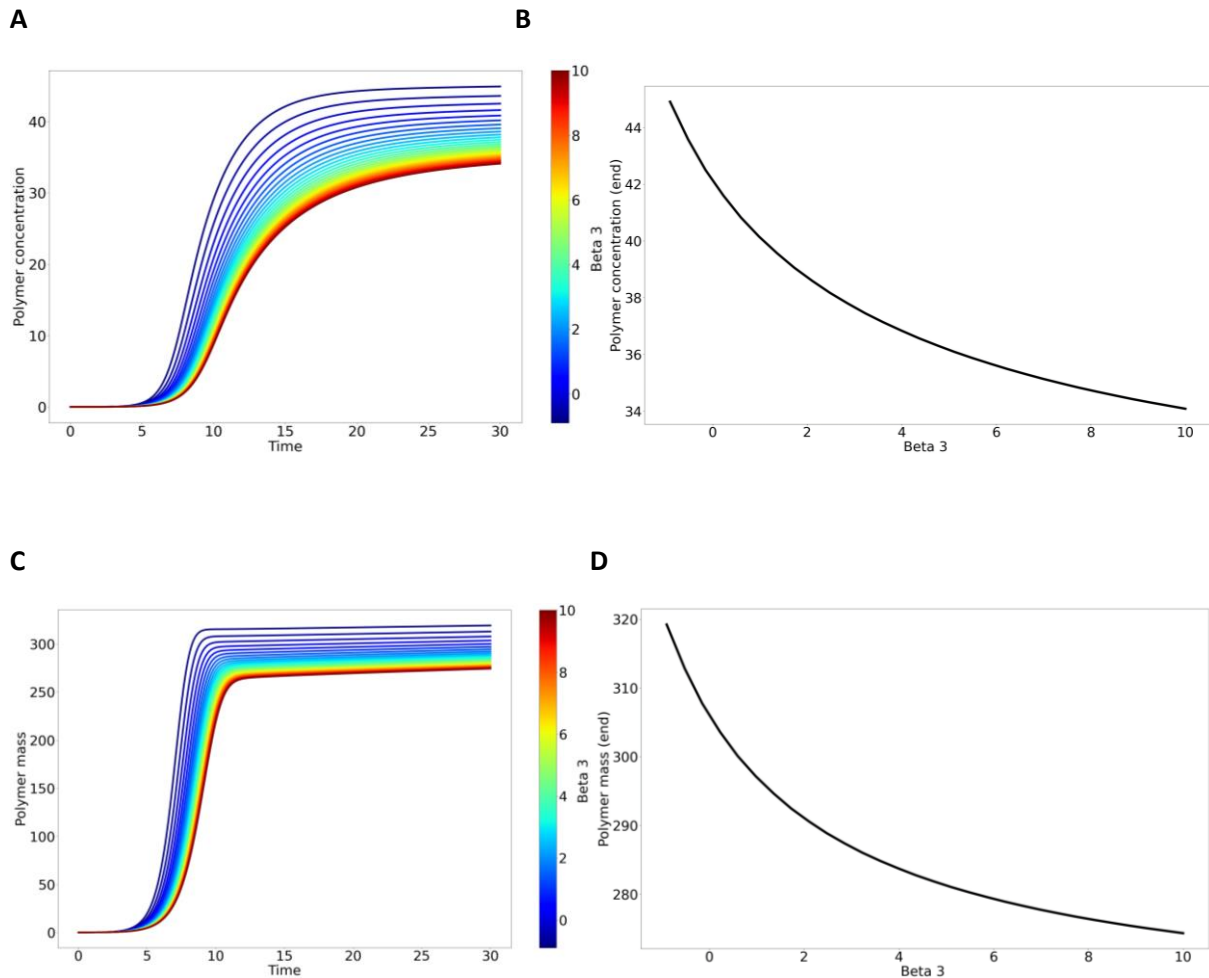 A
Polymer concentration
40
30
20
10
0
0 5 10 15 20 25 30
Time
10
8
6
4
2
0
Beta 3
B
Polymer concentration (end)
44
42
40
38
36
34
0 2 4 6 8 10
Beta 3
C
Polymer mass
300
250
200
150
100
50
0
0 5 10 15 20 25 30
Time
10
8
6
4
2
0
Beta 3
D
Polymer mass (end)
320
310
300
290
280
0 2 4 6 8 10
Beta 3